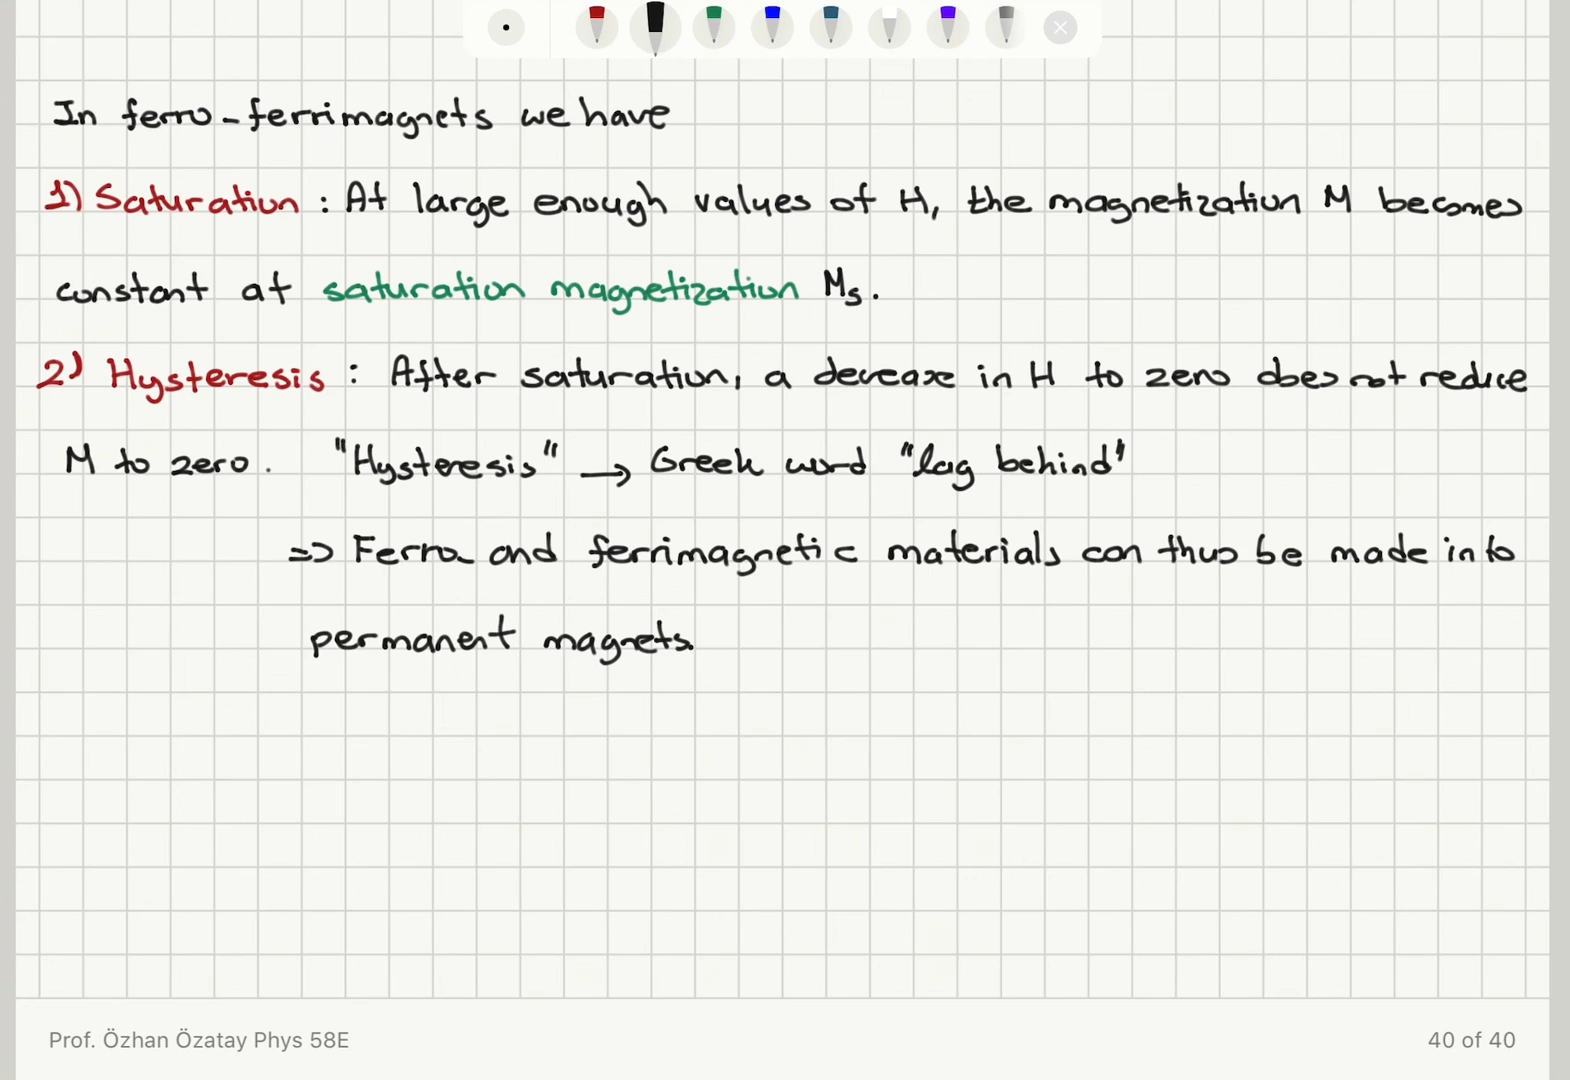 In ferro-ferrimagnets we have
1) Saturation : At large enough values of H, the magnetization M becomes
constant at saturation magnetization Ms.
2) Hysteresis : After saturation, a decrease in H to zero does not reduce
M to zero. "Hysteresis" → Greek word "lag behind"
=> Ferro- and ferrimagnetic materials can thus be made into
permanent magnets.
Prof. Özhan Özatay Phys 58E
40 of 40